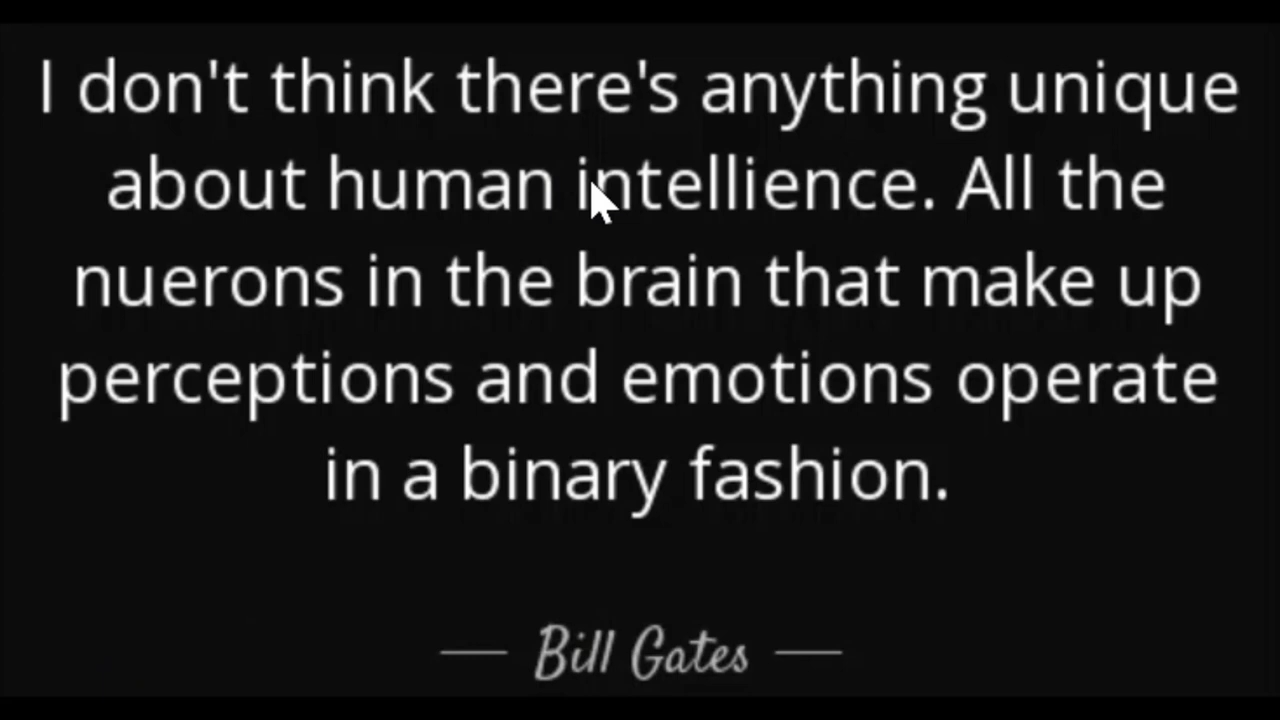 I don't think there's anything unique
about human intellience. All the
nuerons in the brain that make up
perceptions and emotions operate
in a binary fashion.
— Bill Gates —